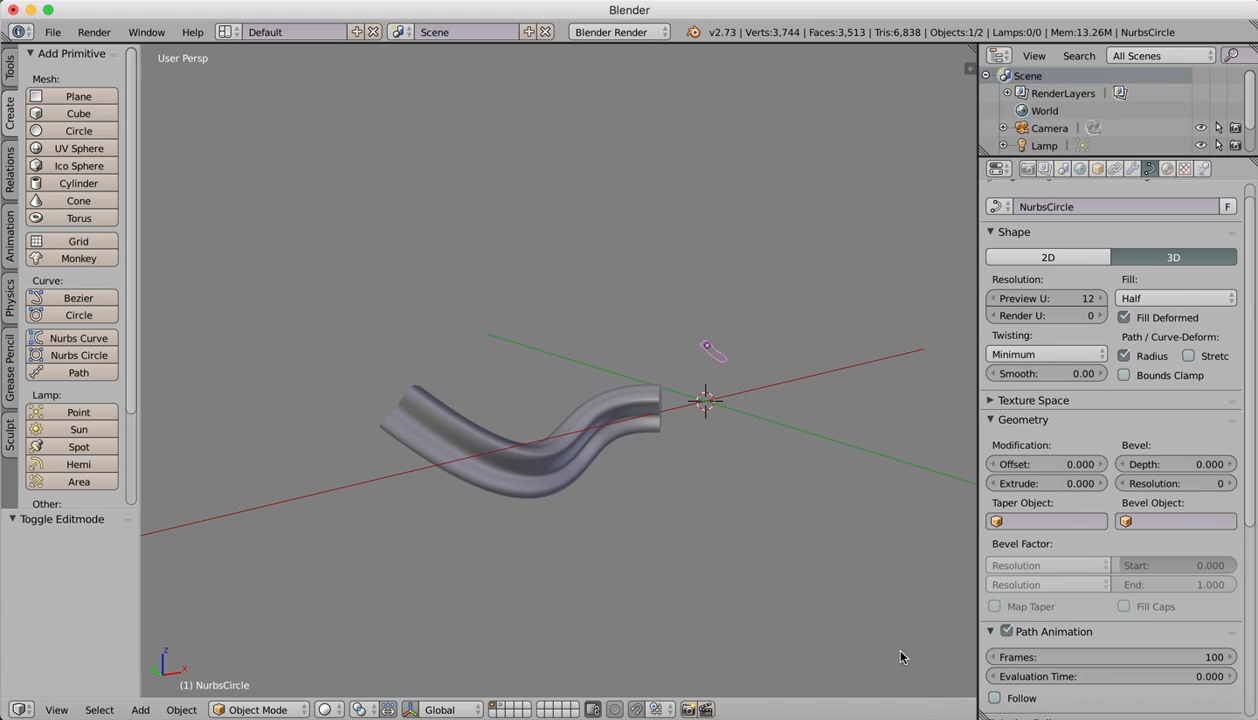 Blender
File Render Window Help Default Scene Blender Render v2.73 | Verts:3,744 | Faces:3,513 | Tris:6,838 | Objects:1/2 | Lamps:0/0 | Mem:13.26M | NurbsCircle
Tools
Create
Relations
Animation
Physics
Grease Pencil
Sculpt
Add Primitive
Mesh:
Plane
Cube
Circle
UV Sphere
Ico Sphere
Cylinder
Cone
Torus
Grid
Monkey
Curve:
Bezier
Circle
Nurbs Curve
Nurbs Circle
Path
Lamp:
Point
Sun
Spot
Hemi
Area
Other:
Toggle Editmode
User Persp
z
x
(1) NurbsCircle
View Select Add Object Object Mode Global
View Search All Scenes
Scene
RenderLayers |
World
Camera |
Lamp |
NurbsCircle F
Shape
2D 3D
Resolution: Fill:
Preview U: 12 Half
Render U: 0 Fill Deformed
Twisting: Path / Curve-Deform:
Minimum Radius Stretc
Smooth: 0.00 Bounds Clamp
Texture Space
Geometry
Modification: Bevel:
Offset: 0.000 Depth: 0.000
Extrude: 0.000 Resolution: 0
Taper Object: Bevel Object:
Bevel Factor:
Resolution Start: 0.000
Resolution End: 1.000
Map Taper Fill Caps
Path Animation
Frames: 100
Evaluation Time: 0.000
Follow